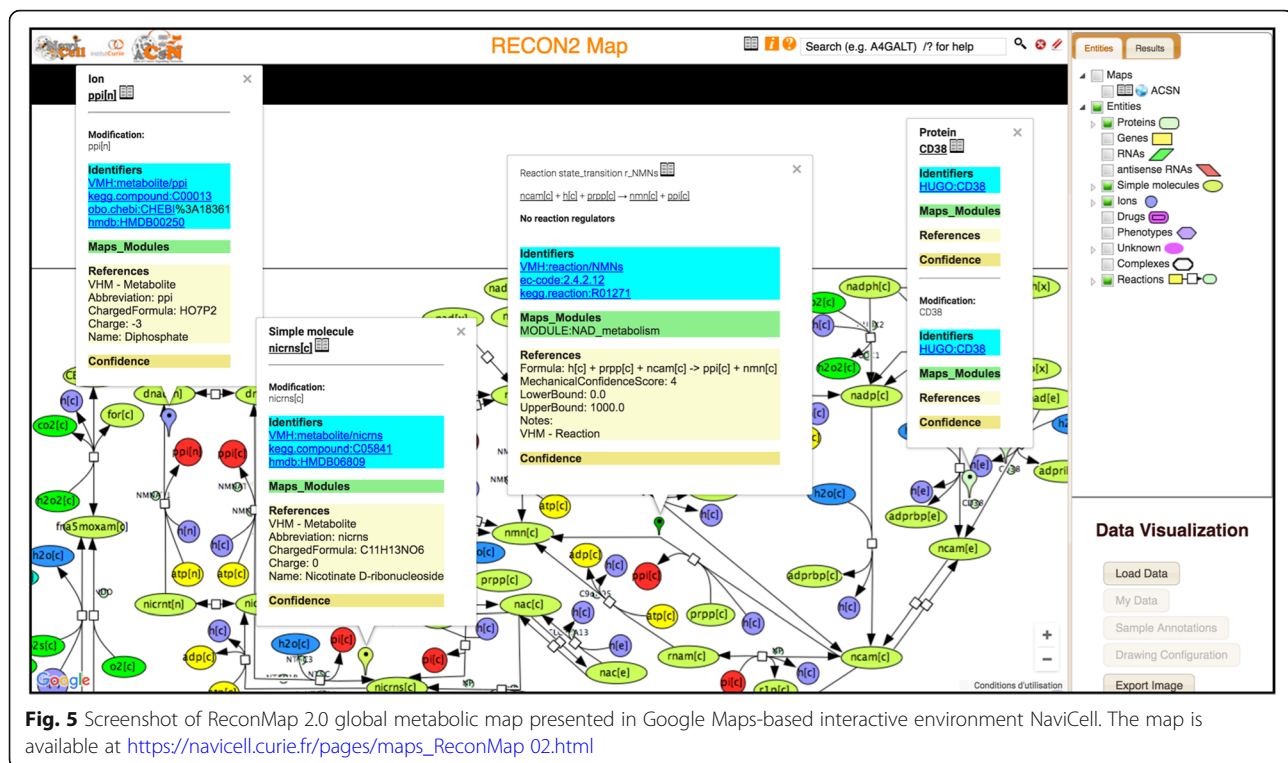 Navi Cell
institutCurie
ACSN
RECON2 Map
Search (e.g. A4GALT) /? for help
Ion
ppi[n]
Modification:
ppi[n]
Identifiers
VMH:metabolite/ppi
kegg.compound:C00013
obo.chebi:CHEBI%3A18361
hmdb:HMDB00250
Maps_Modules
References
VHM - Metabolite
Abbreviation: ppi
ChargedFormula: HO7P2
Charge: -3
Name: Diphosphate
Confidence
Simple molecule
nicrns[c]
Modification:
nicrns[c]
Identifiers
VMH:metabolite/nicrns
kegg.compound:C05841
hmdb:HMDB06809
Maps_Modules
References
VHM - Metabolite
Abbreviation: nicrns
ChargedFormula: C11H13NO6
Charge: 0
Name: Nicotinate D-ribonucleoside
Confidence
Reaction state_transition r_NMNs
ncam[c] + h[c] + prpp[c] → nmn[c] + ppi[c]
No reaction regulators
Identifiers
VMH:reaction/NMNs
ec-code:2.4.2.12
kegg.reaction:R01271
Maps_Modules
MODULE:NAD_metabolism
References
Formula: h[c] + prpp[c] + ncam[c] -> ppi[c] + nmn[c]
MechanicalConfidenceScore: 4
LowerBound: 0.0
UpperBound: 1000.0
Notes:
VHM - Reaction
Confidence
Protein
CD38
Identifiers
HUGO:CD38
Maps_Modules
References
Confidence
Modification:
CD38
Identifiers
HUGO:CD38
Maps_Modules
References
Confidence
nadph[c]
h[c]
h2o2[c]
nadp[c]
h[c]
co2[c]
for[c]
ppi[n]
ppi[c]
h[c]
h2o[c]
h[e]
CD38
adprbp[e]
h2o[c]
h[n]
h[c]
atp[c]
nmn[c]
adp[c]
h[c]
ppi[c]
ncam[e]
atp[n]
atp[c]
prpp[c]
atp[c]
prpp[c]
adprbp[c]
h[c]
nicrnt[n]
nac[c]
h[c]
h[c]
h[c]
o2[c]
adp[c]
h2o[c]
pi[c]
pi[c]
h[e]
nac[e]
rnam[c]
ncam[c]
nicrns[c]
Google
Conditions d'utilisation
Entities
Results
Maps
ACSN
Entities
Proteins
Genes
RNAs
antisense RNAs
Simple molecules
Ions
Drugs
Phenotypes
Unknown
Complexes
Reactions
Data Visualization
Load Data
My Data
Sample Annotations
Drawing Configuration
Export Image
Fig. 5 Screenshot of ReconMap 2.0 global metabolic map presented in Google Maps-based interactive environment NaviCell. The map is
available at https://navicell.curie.fr/pages/maps_ReconMap 02.html